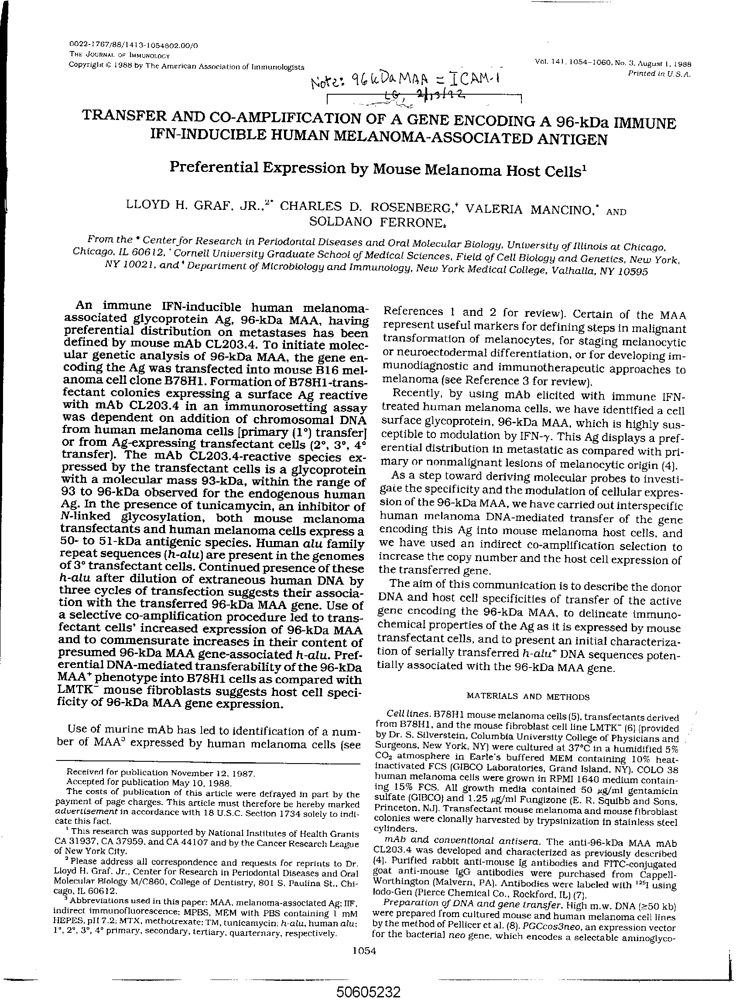 0022-1767/88/1413-1054$02.00/0
THE JOURNAL OF IMMUNOLOGY
Copyright © 1988 by The American Association of Immunologists
Vol. 141, 1054-1060, No. 3, August 1, 1988
Printed in U.S.A.
Note: 96kDa MAA = ICAM-1
LG, 2/13/92
TRANSFER AND CO-AMPLIFICATION OF A GENE ENCODING A 96-kDa IMMUNE
IFN-INDUCIBLE HUMAN MELANOMA-ASSOCIATED ANTIGEN
Preferential Expression by Mouse Melanoma Host Cells¹
LLOYD H. GRAF, JR.,²* CHARLES D. ROSENBERG,† VALERIA MANCINO,* AND
SOLDANO FERRONE,
From the * Center for Research in Periodontal Diseases and Oral Molecular Biology, University of Illinois at Chicago,
Chicago, IL 60612, † Cornell University Graduate School of Medical Sciences, Field of Cell Biology and Genetics, New York,
NY 10021, and ‡ Department of Microbiology and Immunology, New York Medical College, Valhalla, NY 10595
An immune IFN-inducible human melanoma-
associated glycoprotein Ag, 96-kDa MAA, having
preferential distribution on metastases has been
defined by mouse mAb CL203.4. To initiate molec-
ular genetic analysis of 96-kDa MAA, the gene en-
coding the Ag was transfected into mouse B16 mel-
anoma cell clone B78H1. Formation of B78H1-trans-
fectant colonies expressing a surface Ag reactive
with mAb CL203.4 in an immunorosetting assay
was dependent on addition of chromosomal DNA
from human melanoma cells [primary (1°) transfer]
or from Ag-expressing transfectant cells (2°, 3°, 4°
transfer). The mAb CL203.4-reactive species ex-
pressed by the transfectant cells is a glycoprotein
with a molecular mass 93-kDa, within the range of
93 to 96-kDa observed for the endogenous human
Ag. In the presence of tunicamycin, an inhibitor of
N-linked glycosylation, both mouse melanoma
transfectants and human melanoma cells express a
50- to 51-kDa antigenic species. Human alu family
repeat sequences (h-alu) are present in the genomes
of 3° transfectant cells. Continued presence of these
h-alu after dilution of extraneous human DNA by
three cycles of transfection suggests their associa-
tion with the transferred 96-kDa MAA gene. Use of
a selective co-amplification procedure led to trans-
fectant cells' increased expression of 96-kDa MAA
and to commensurate increases in their content of
presumed 96-kDa MAA gene-associated h-alu. Pref-
erential DNA-mediated transferability of the 96-kDa
MAA⁺ phenotype into B78H1 cells as compared with
LMTK⁻ mouse fibroblasts suggests host cell speci-
ficity of 96-kDa MAA gene expression.
Use of murine mAb has led to identification of a num-
ber of MAA³ expressed by human melanoma cells (see
Received for publication November 12, 1987.
Accepted for publication May 10, 1988.
The costs of publication of this article were defrayed in part by the
payment of page charges. This article must therefore be hereby marked
advertisement in accordance with 18 U.S.C. Section 1734 solely to indi-
cate this fact.
¹ This research was supported by National Institutes of Health Grants
CA 31937, CA 37959, and CA 44107 and by the Cancer Research League
of New York City.
² Please address all correspondence and requests for reprints to Dr.
Lloyd H. Graf, Jr., Center for Research in Periodontal Diseases and Oral
Molecular Biology M/C860, College of Dentistry, 801 S. Paulina St., Chi-
cago, IL 60612.
³ Abbreviations used in this paper: MAA, melanoma-associated Ag; IIF,
indirect immunofluorescence; MPBS, MEM with PBS containing 1 mM
HEPES, pH 7.2; MTX, methotrexate; TM, tunicamycin; h-alu, human alu;
1°, 2°, 3°, 4° primary, secondary, tertiary, quarternary, respectively.
References 1 and 2 for review). Certain of the MAA
represent useful markers for defining steps in malignant
transformation of melanocytes, for staging melanocytic
or neuroectodermal differentiation, or for developing im-
munodiagnostic and immunotherapeutic approaches to
melanoma (see Reference 3 for review).
Recently, by using mAb elicited with immune IFN-
treated human melanoma cells, we have identified a cell
surface glycoprotein, 96-kDa MAA, which is highly sus-
ceptible to modulation by IFN-γ. This Ag displays a pref-
erential distribution in metastatic as compared with pri-
mary or nonmalignant lesions of melanocytic origin (4).
As a step toward deriving molecular probes to investi-
gate the specificity and the modulation of cellular expres-
sion of the 96-kDa MAA, we have carried out interspecific
human melanoma DNA-mediated transfer of the gene
encoding this Ag into mouse melanoma host cells, and
we have used an indirect co-amplification selection to
increase the copy number and the host cell expression of
the transferred gene.
The aim of this communication is to describe the donor
DNA and host cell specificities of transfer of the active
gene encoding the 96-kDa MAA, to delineate immuno-
chemical properties of the Ag as it is expressed by mouse
transfectant cells, and to present an initial characteriza-
tion of serially transferred h-alu⁺ DNA sequences poten-
tially associated with the 96-kDa MAA gene.
MATERIALS AND METHODS
Cell lines. B78H1 mouse melanoma cells (5), transfectants derived
from B78H1, and the mouse fibroblast cell line LMTK⁻ (6) (provided
by Dr. S. Silverstein, Columbia University College of Physicians and
Surgeons, New York, NY) were cultured at 37°C in a humidified 5%
CO₂ atmosphere in Earle's buffered MEM containing 10% heat-
inactivated FCS (GIBCO Laboratories, Grand Island, NY). COLO 38
human melanoma cells were grown in RPMI 1640 medium contain-
ing 15% FCS. All growth media contained 50 μg/ml gentamicin
sulfate (GIBCO) and 1.25 μg/ml Fungizone (E. R. Squibb and Sons,
Princeton, NJ). Transfectant mouse melanoma and mouse fibroblast
colonies were clonally harvested by trypsinization in stainless steel
cylinders.
mAb and conventional antisera. The anti-96-kDa MAA mAb
CL203.4 was developed and characterized as previously described
(4). Purified rabbit anti-mouse Ig antibodies and FITC-conjugated
goat anti-mouse IgG antibodies were purchased from Cappell-
Worthington (Malvern, PA). Antibodies were labeled with ¹²⁵I using
Iodo-Gen (Pierce Chemical Co., Rockford, IL) (7).
Preparation of DNA and gene transfer. High m.w. DNA (≥50 kb)
were prepared from cultured mouse and human melanoma cell lines
by the method of Pellicer et al. (8). PGCcos3neo, an expression vector
for the bacterial neo gene, which encodes a selectable aminoglyco-
1054
50605232